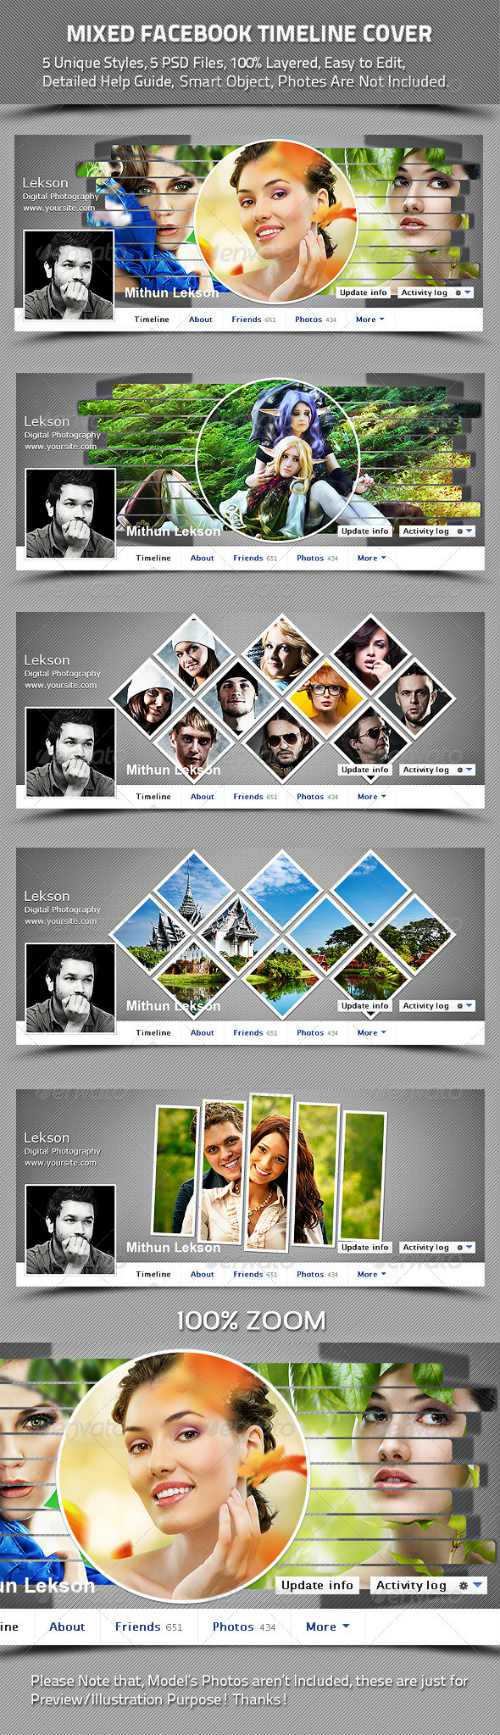 MIXED FACEBOOK TIMELINE COVER
5 Unique Styles, 5 PSD Files, 100% Layered, Easy to Edit,
Detailed Help Guide, Smart Object, Photes Are Not Included.
Lekson
Digital Photography
www.yoursite.com
Mithun Lekson
Update info
Activity log
Timeline About Friends 651 Photos 434 More
Lekson
Digital Photography
www.yoursite.com
Mithun Lekson
Update info
Activity log
Timeline About Friends 651 Photos 434 More
Lekson
Digital Photography
www.yoursite.com
Mithun Lekson
Update info
Activity log
Timeline About Friends 651 Photos 434 More
Lekson
Digital Photography
www.yoursite.com
Mithun Lekson
Update info
Activity log
Timeline About Friends 651 Photos 434 More
Lekson
Digital Photography
www.yoursite.com
Mithun Lekson
Update info
Activity log
Timeline About Friends 651 Photos 434 More
100% ZOOM
un Lekson
Update info
Activity log
ine About Friends 651 Photos 434 More
Please Note that, Model's Photos aren't Included, these are just for
Preview/Illustration Purpose! Thanks!
envato